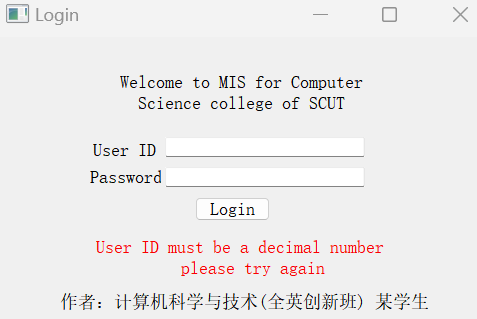 Login
Welcome to MIS for Computer
Science college of SCUT
User ID
Password
Login
User ID must be a decimal number
please try again
作者：计算机科学与技术(全英创新班) 某学生